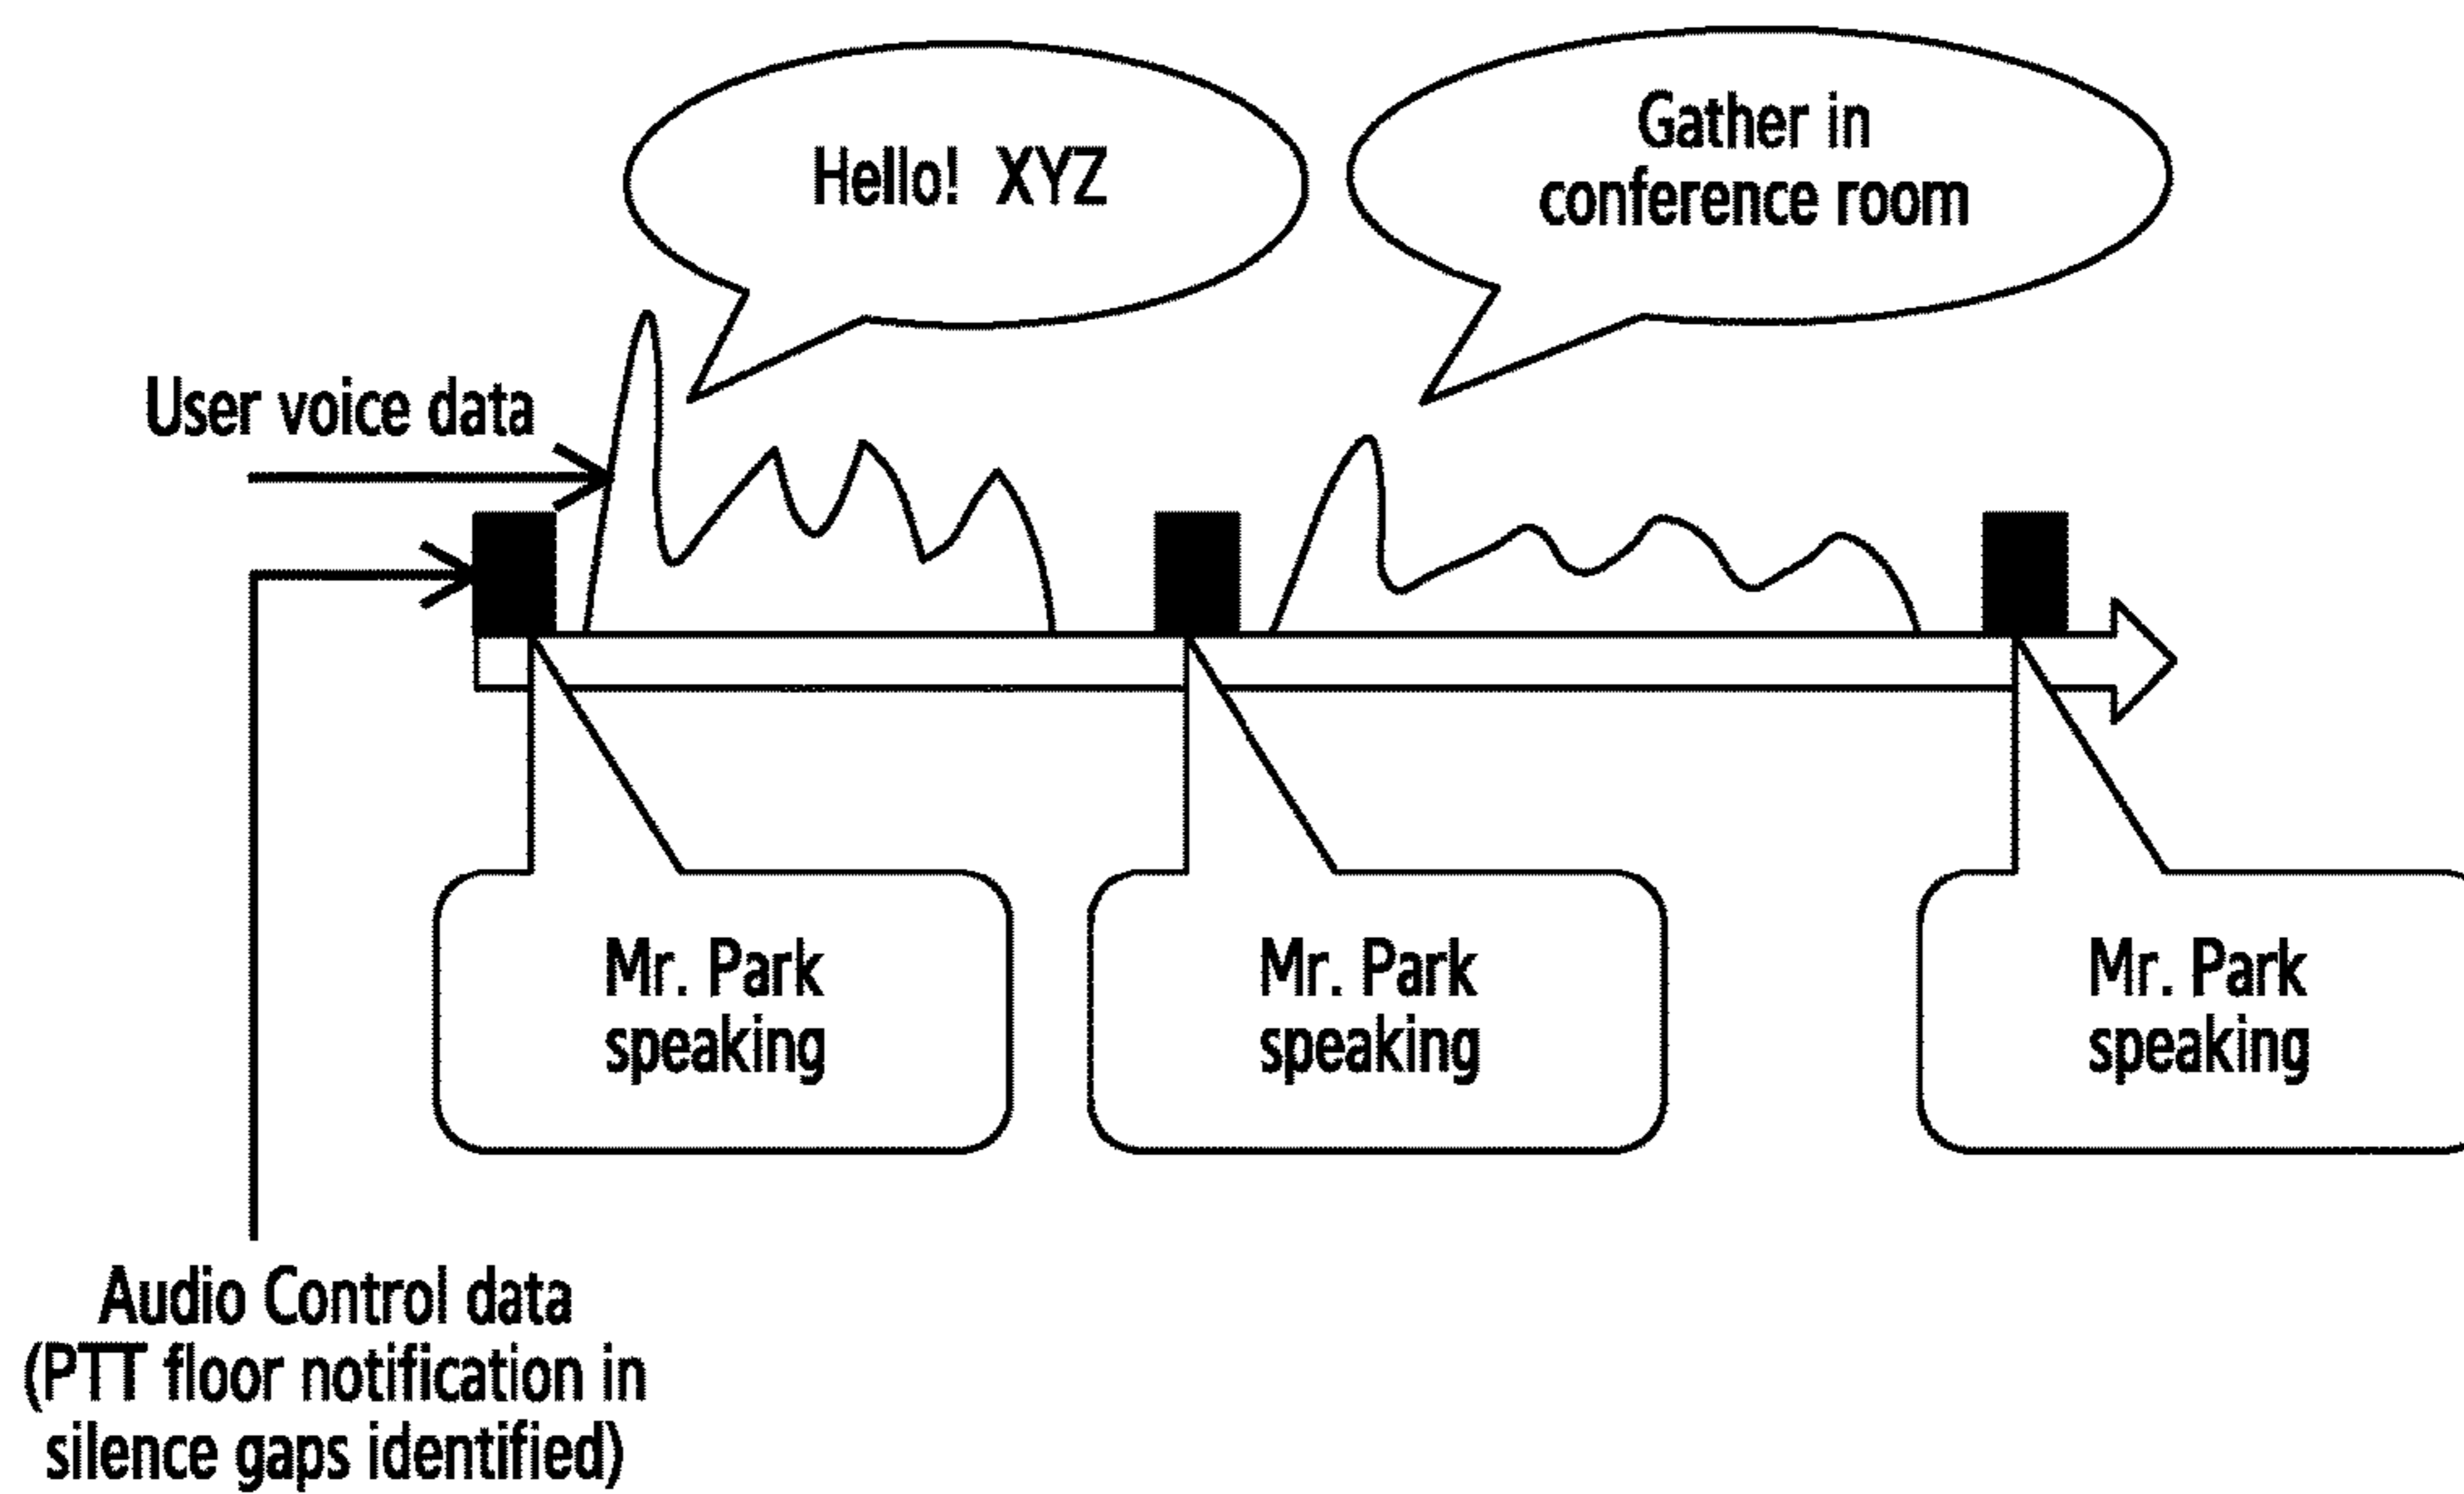 Hello! XYZ
Gather in
conference room
User voice data
Mr. Park
speaking
Mr. Park
speaking
Mr. Park
speaking
Audio Control data
(PTT floor notification in
silence gaps identified)